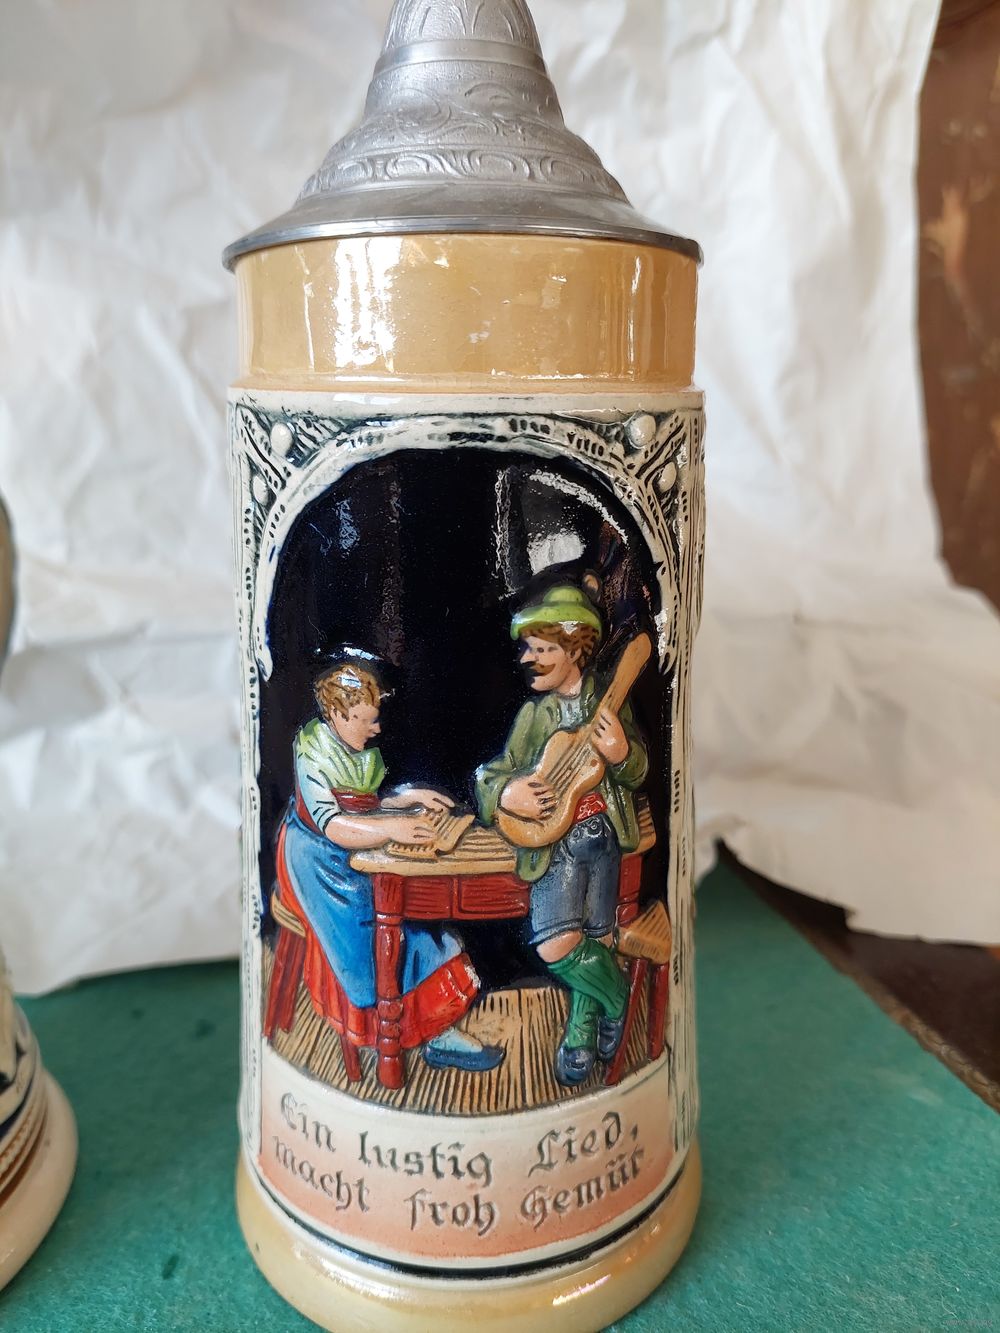 Ein lustig Lied,
macht froh Gemüt